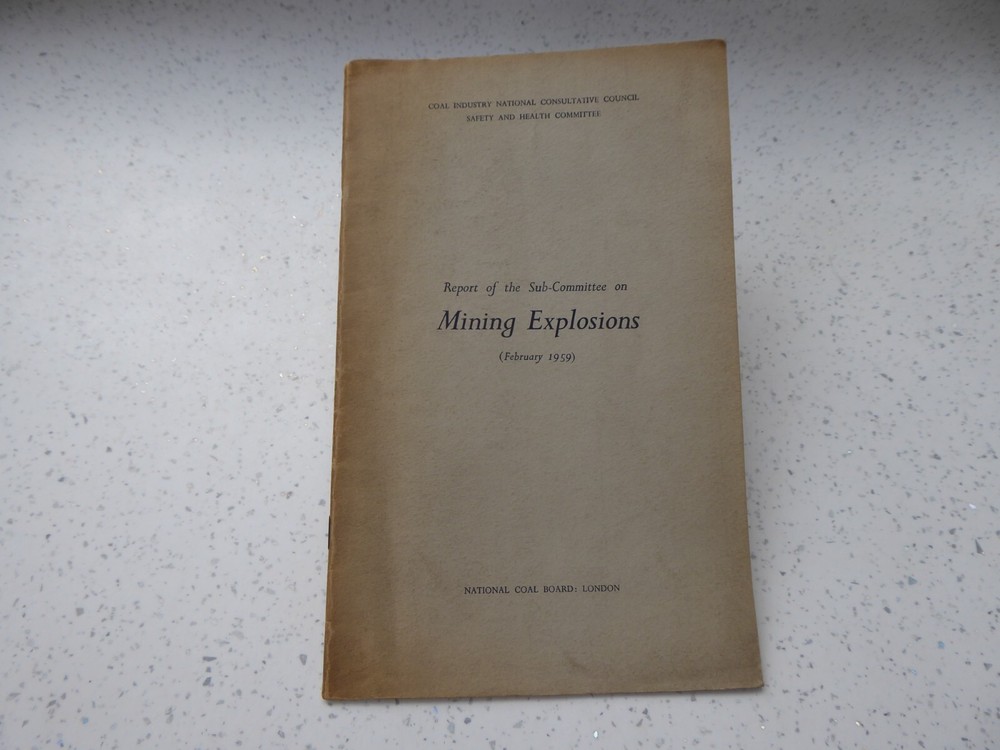 COAL INDUSTRY NATIONAL CONSULTATIVE COUNCIL
SAFETY AND HEALTH COMMITTEE
Report of the Sub-Committee on
Mining Explosions
(February 1959)
NATIONAL COAL BOARD: LONDON